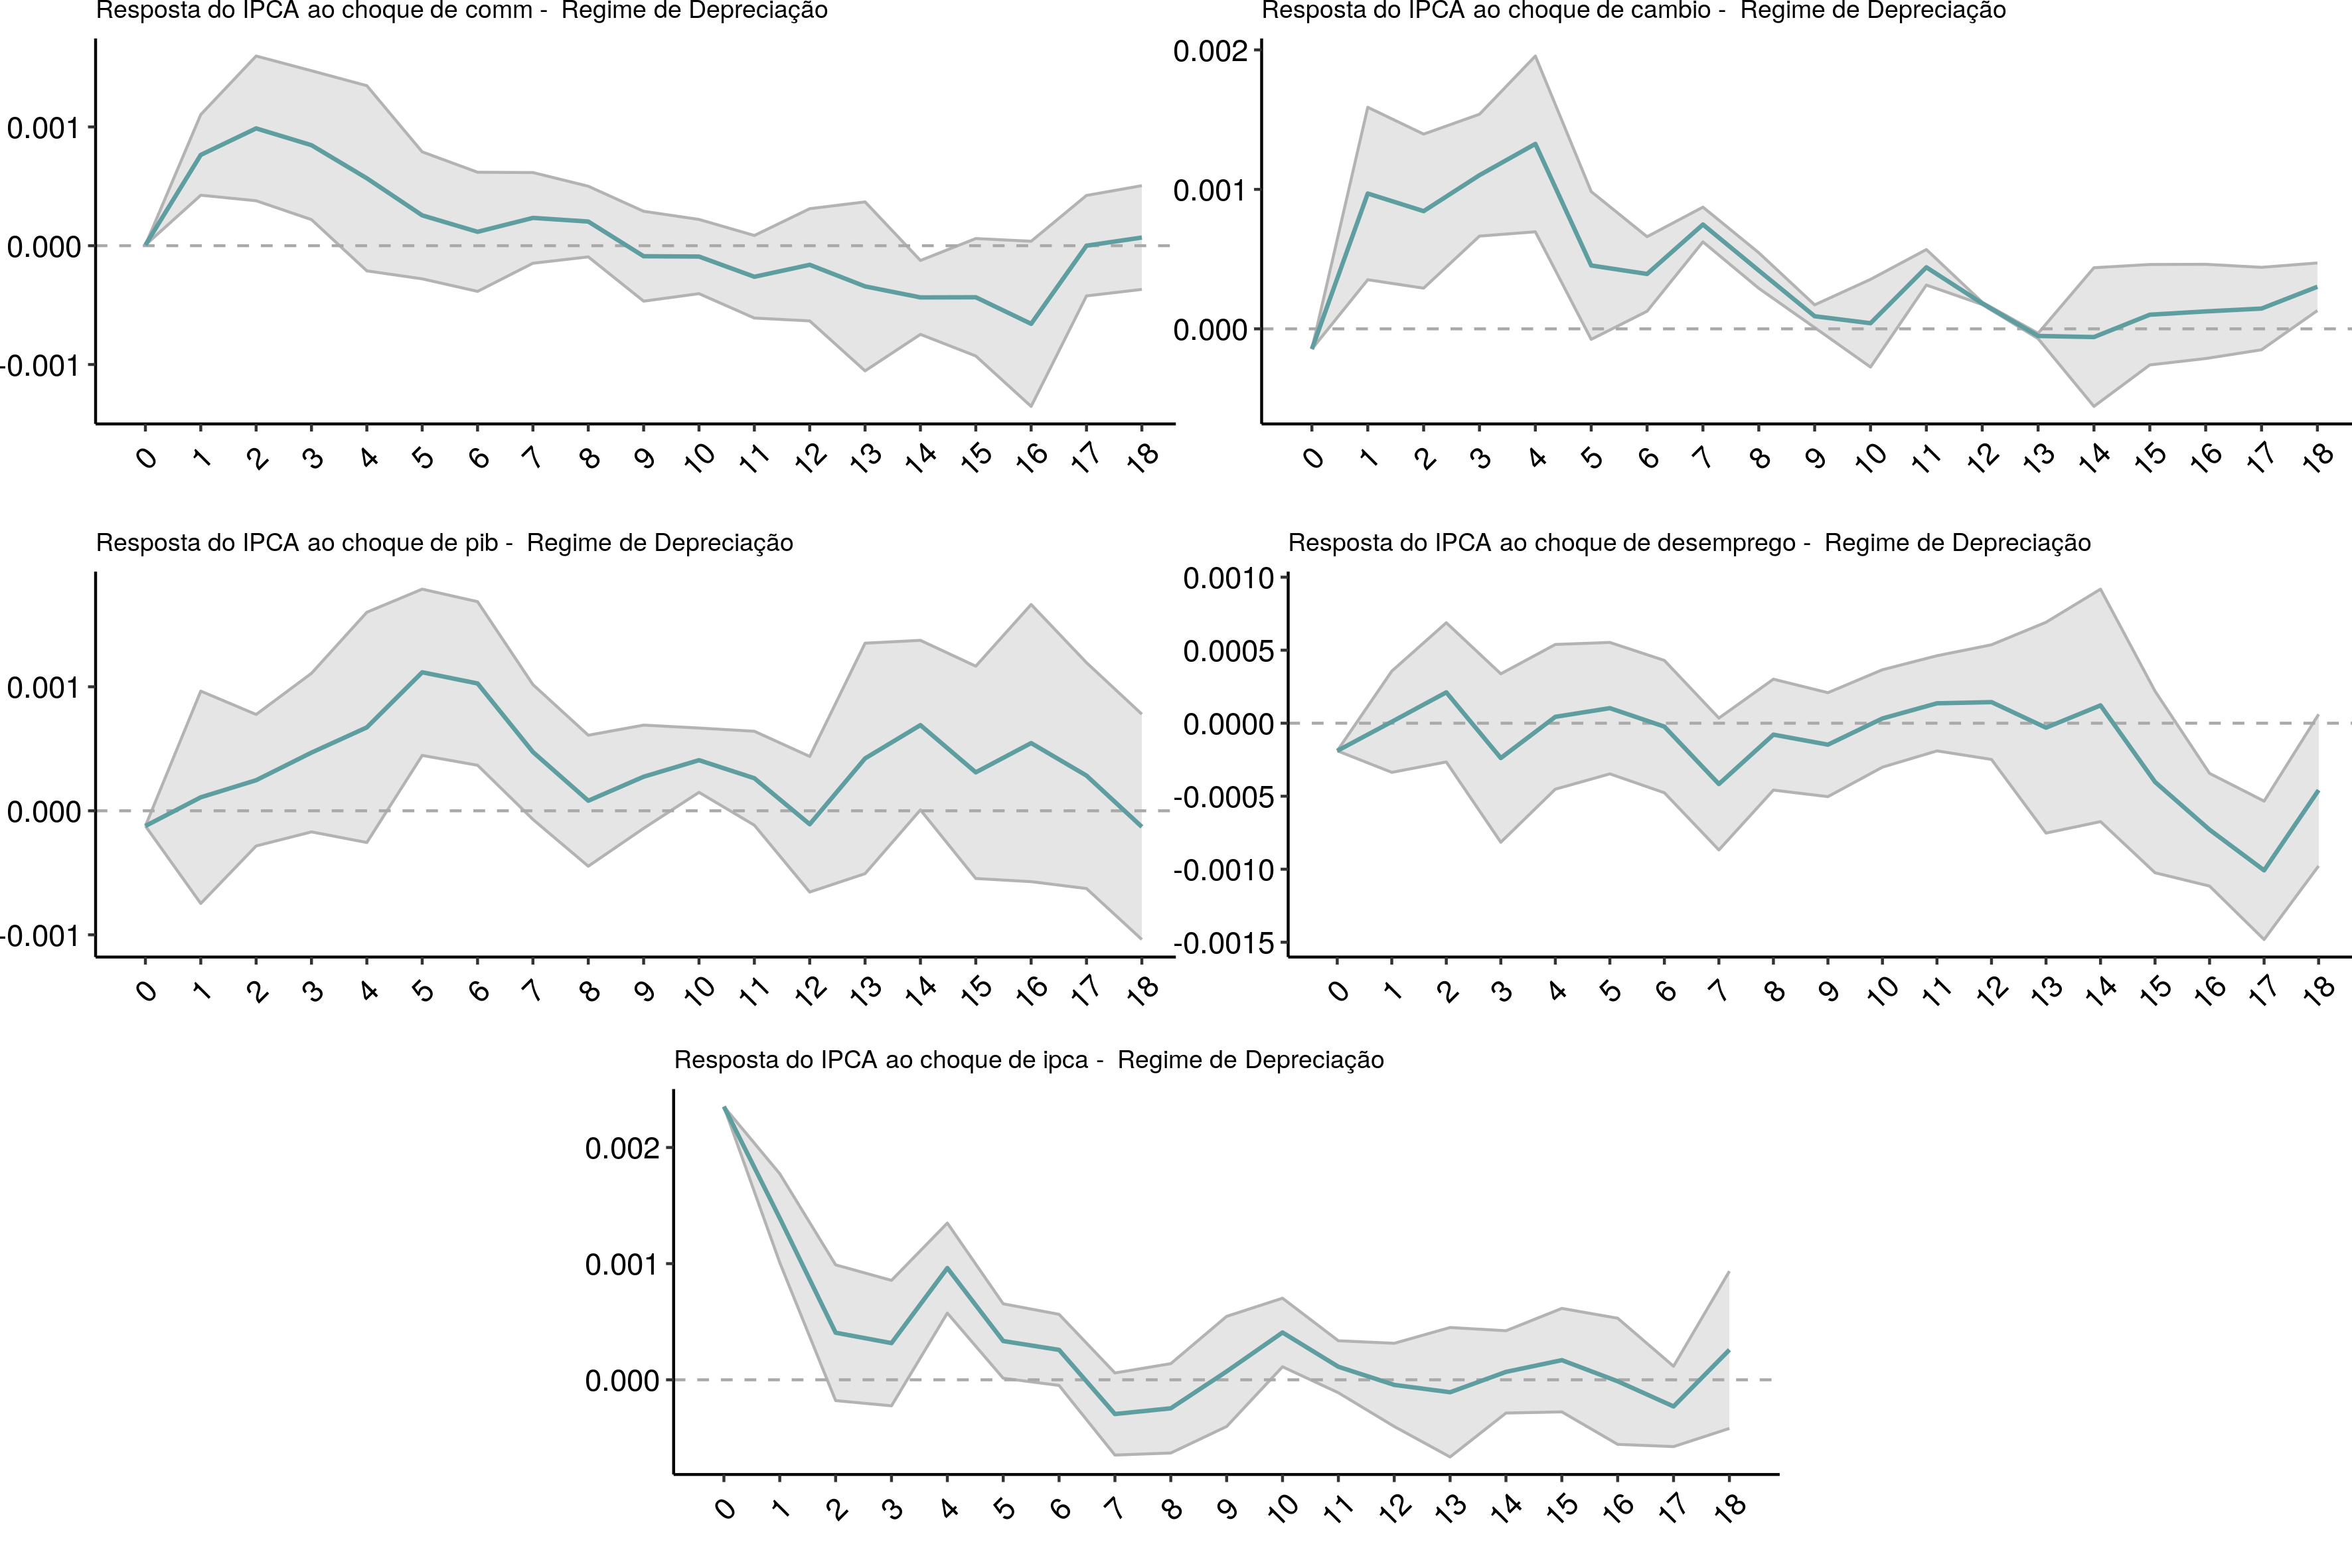 Resposta do IPCA ao choque de comm - Regime de Depreciação
0.001
0.000
-0.001
0 1 2 3 4 5 6 7 8 9 10 11 12 13 14 15 16 17 18
Resposta do IPCA ao choque de cambio - Regime de Depreciação
0.002
0.001
0.000
0 1 2 3 4 5 6 7 8 9 10 11 12 13 14 15 16 17 18
Resposta do IPCA ao choque de pib - Regime de Depreciação
0.001
0.000
-0.001
0 1 2 3 4 5 6 7 8 9 10 11 12 13 14 15 16 17 18
Resposta do IPCA ao choque de desemprego - Regime de Depreciação
0.0010
0.0005
0.0000
-0.0005
-0.0010
-0.0015
0 1 2 3 4 5 6 7 8 9 10 11 12 13 14 15 16 17 18
Resposta do IPCA ao choque de ipca - Regime de Depreciação
0.002
0.001
0.000
0 1 2 3 4 5 6 7 8 9 10 11 12 13 14 15 16 17 18